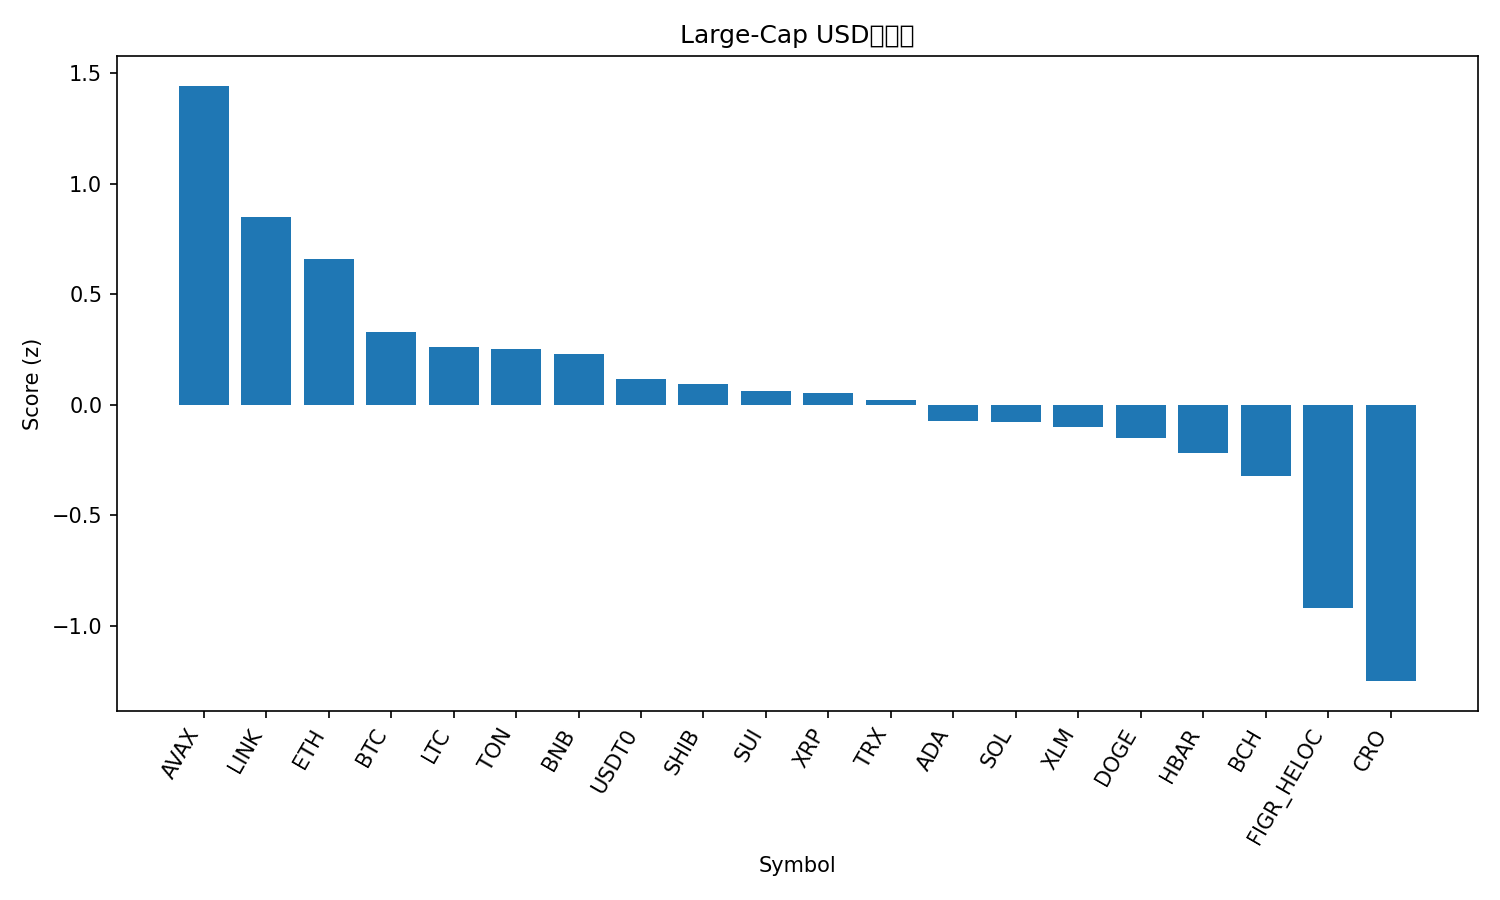 Large-Cap USD
1.5
1.0
0.5
0.0
−0.5
−1.0
Score (z)
AVAX
LINK
ETH
BTC
LTC
TON
BNB
USDT0
SHIB
SUI
XRP
TRX
ADA
SOL
XLM
DOGE
HBAR
BCH
FIGR_HELOC
CRO
Symbol